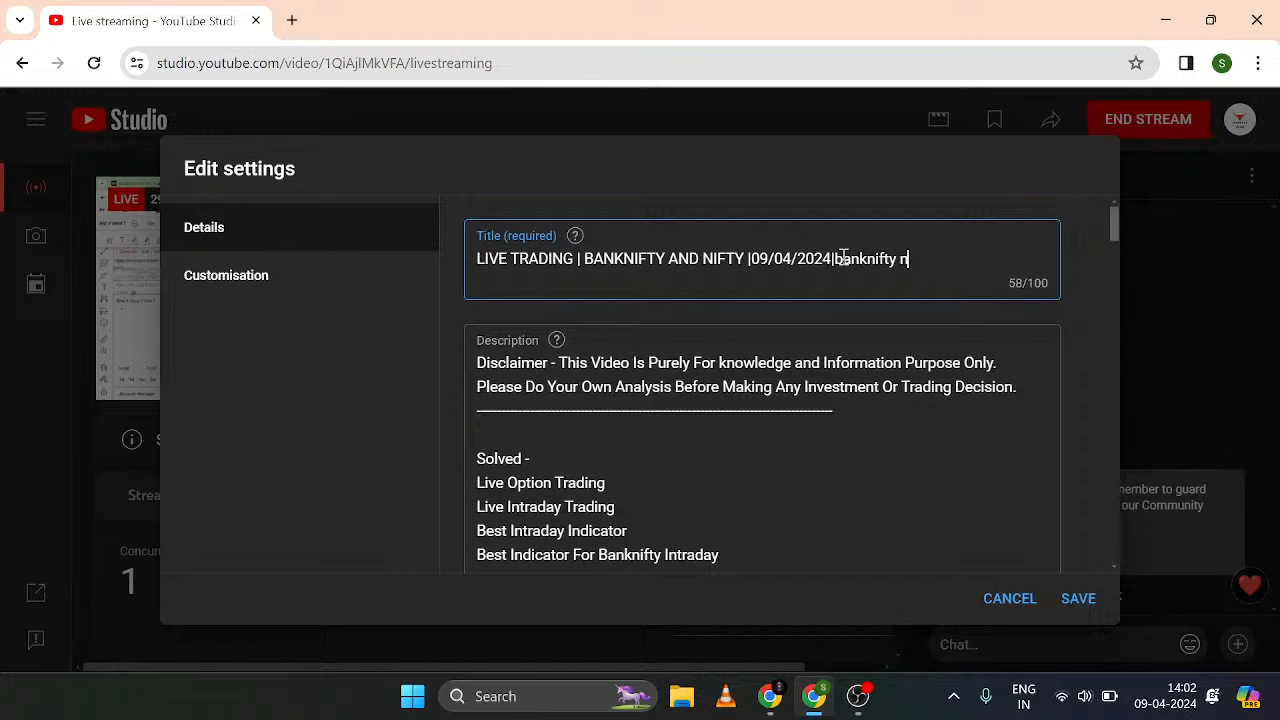 Live streaming - YouTube Studi
studio.youtube.com/video/1QiAjlMkVFA/livestreaming
S
Studio
END STREAM
Edit settings
LIVE 29
Details
Customisation
Title (required)
LIVE TRADING | BANKNIFTY AND NIFTY |09/04/2024|banknifty n
58/100
Description
Disclaimer - This Video Is Purely For knowledge and Information Purpose Only.
Please Do Your Own Analysis Before Making Any Investment Or Trading Decision.
Solved -
Live Option Trading
Live Intraday Trading
Best Intraday Indicator
Best Indicator For Banknifty Intraday
Strea
member to guard
our Community
Concur
1
CANCEL
SAVE
Chat...
Search
ENG
IN
14:02
09-04-2024
PRE